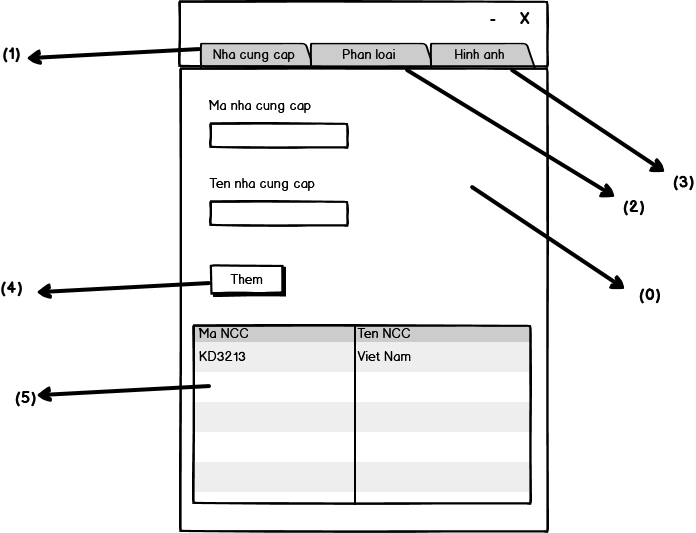 - X
(1)
Nha cung cap Phan loai Hinh anh
Ma nha cung cap
(3)
Ten nha cung cap
(2)
Them
(4)
(0)
Ma NCC Ten NCC
KD3213 Viet Nam
(5)